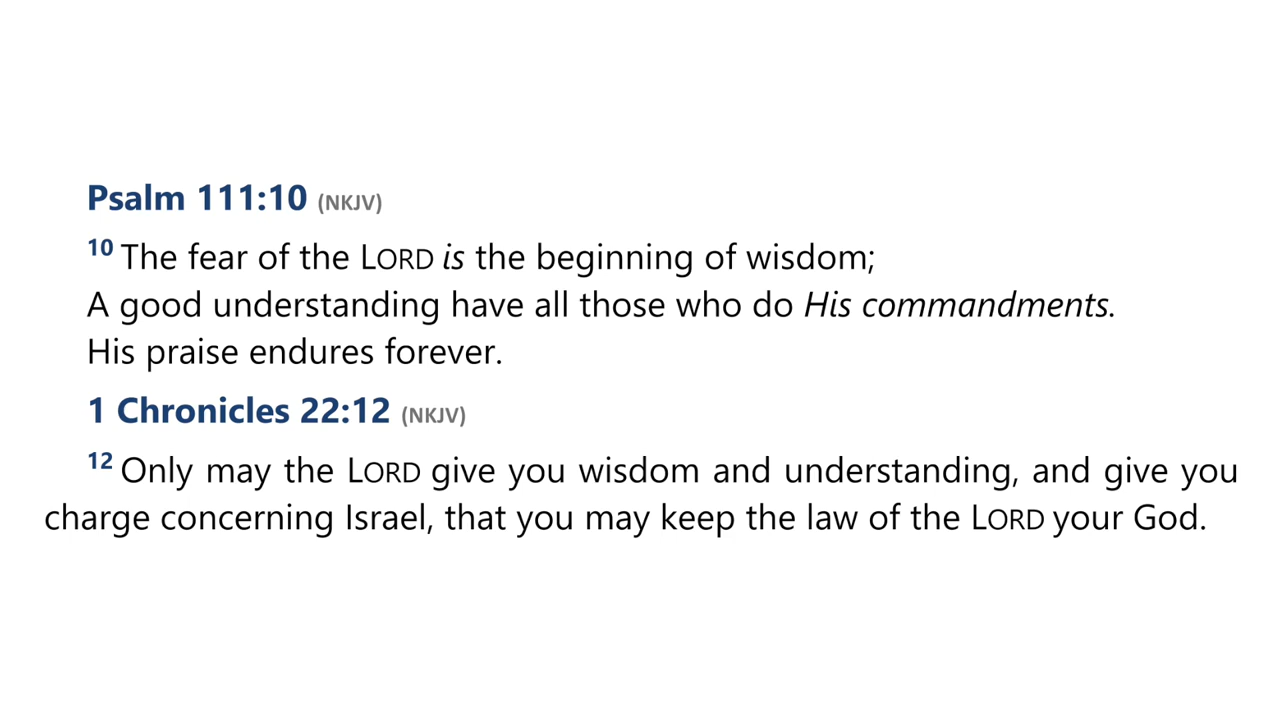 Psalm 111:10 (NKJV)
10 The fear of the LORD is the beginning of wisdom;
A good understanding have all those who do His commandments.
His praise endures forever.
1 Chronicles 22:12 (NKJV)
12 Only may the LORD give you wisdom and understanding, and give you
charge concerning Israel, that you may keep the law of the LORD your God.